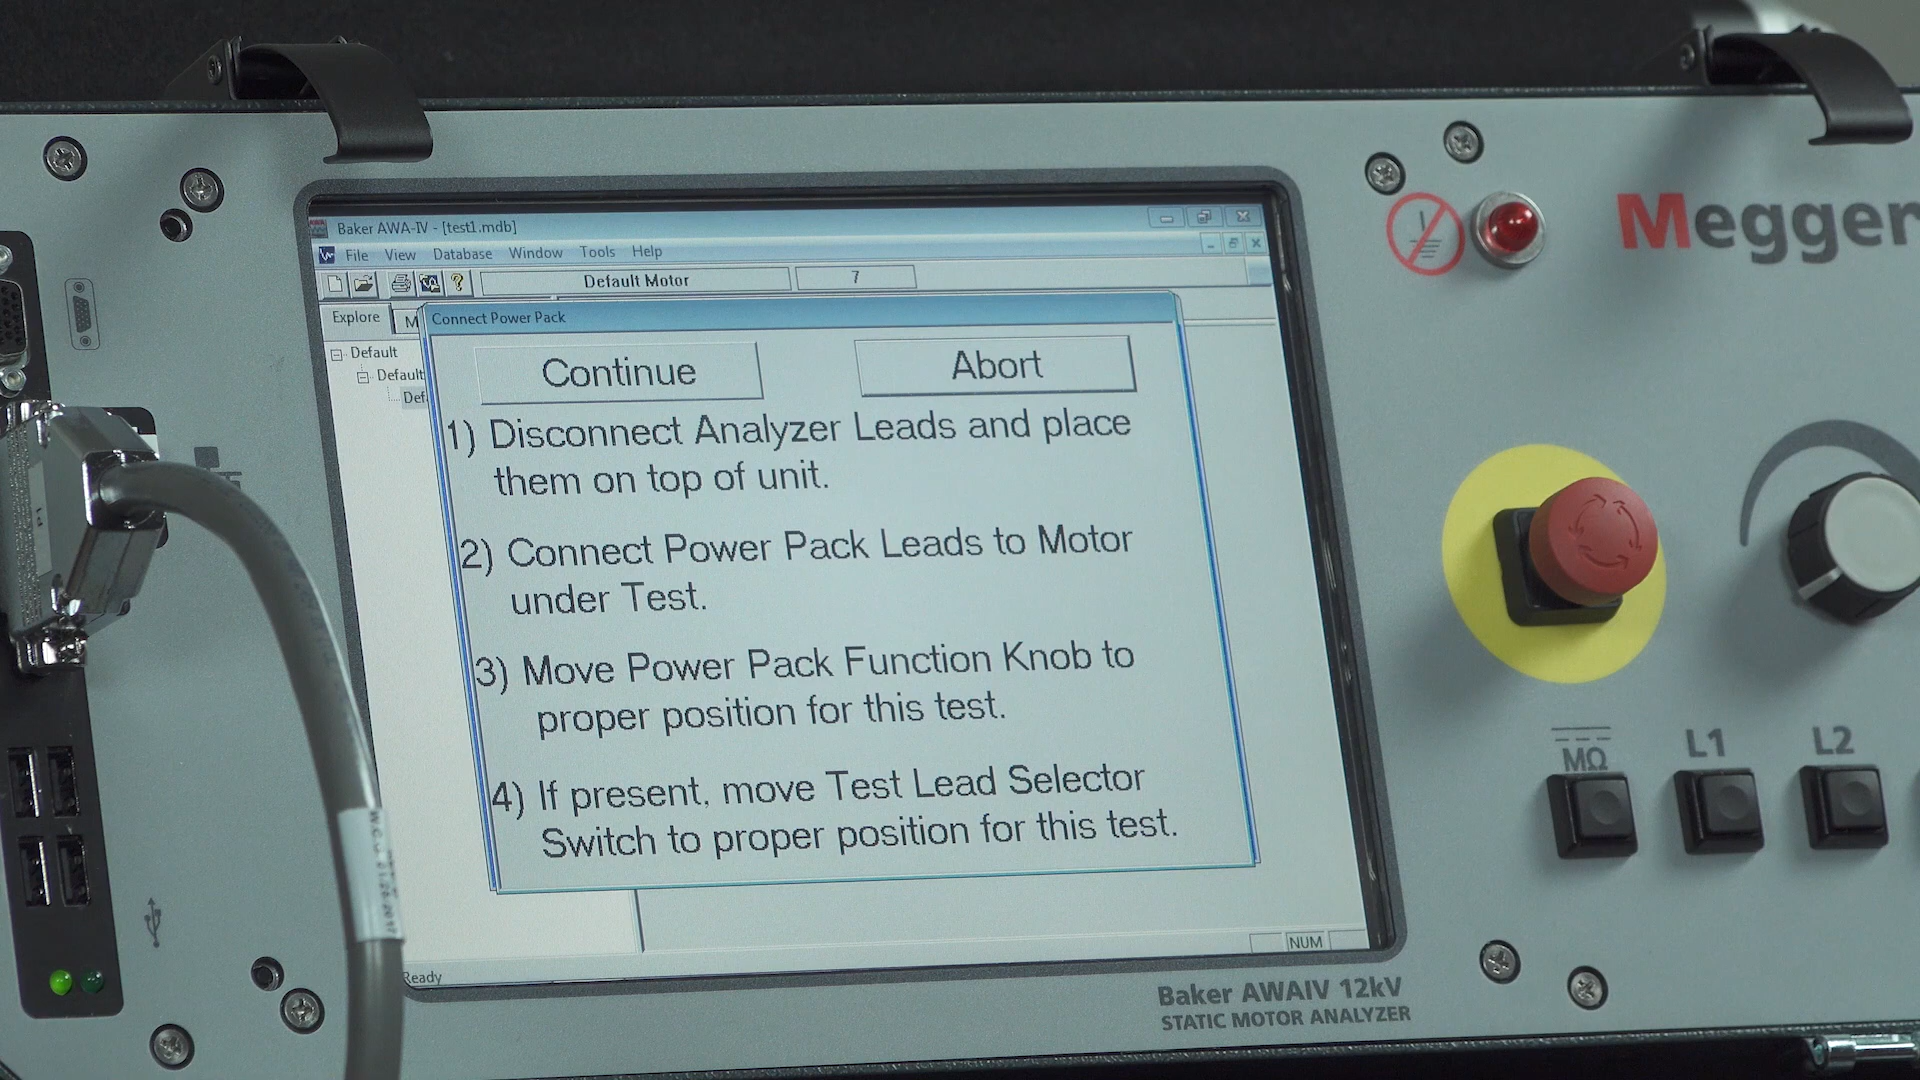 Baker AWA-IV - [test1.mdb]
File View Database Window Tools Help
Default Motor 7
Explore M
Connect Power Pack
Default
Default
Def
Continue Abort
1) Disconnect Analyzer Leads and place
them on top of unit.
2) Connect Power Pack Leads to Motor
under Test.
3) Move Power Pack Function Knob to
proper position for this test.
4) If present, move Test Lead Selector
Switch to proper position for this test.
NUM
Ready
Baker AWAIV 12kV
STATIC MOTOR ANALYZER
Megger
MΩ L1 L2